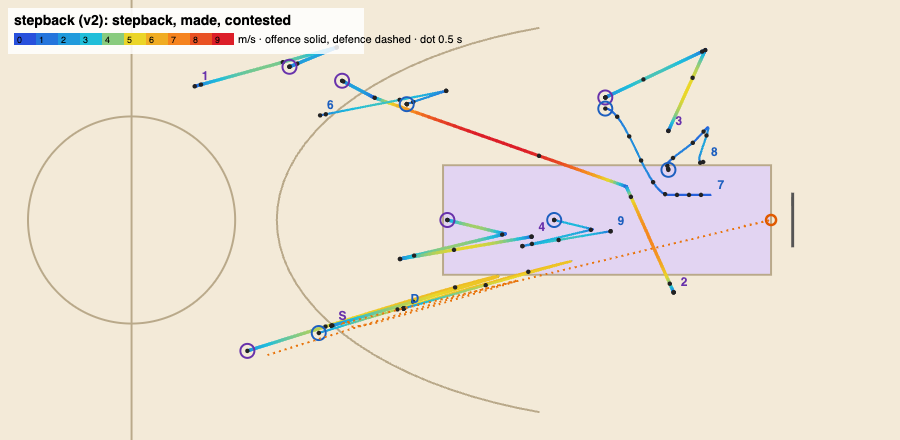 stepback (v2): stepback, made, contested
0 1 2 3 4 5 6 7 8 9 m/s · offence solid, defence dashed · dot 0.5 s
1
6
3
8
7
4
9
2
D
S